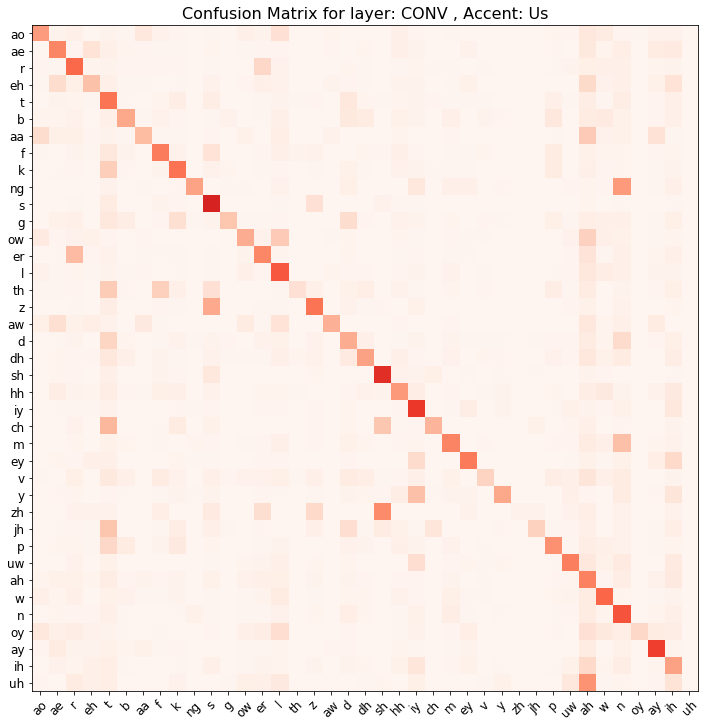 Confusion Matrix for layer: CONV , Accent: Us
ao
ae
r
eh
t
b
aa
f
k
ng
s
g
ow
er
l
th
z
aw
d
dh
sh
hh
iy
ch
m
ey
v
y
zh
jh
p
uw
ah
w
n
oy
ay
ih
uh
ao ae r eh t b aa f k ng s g ow er l th z aw d dh sh hh iy ch m ey v y zh jh p uw ah w n oy ay ih uh